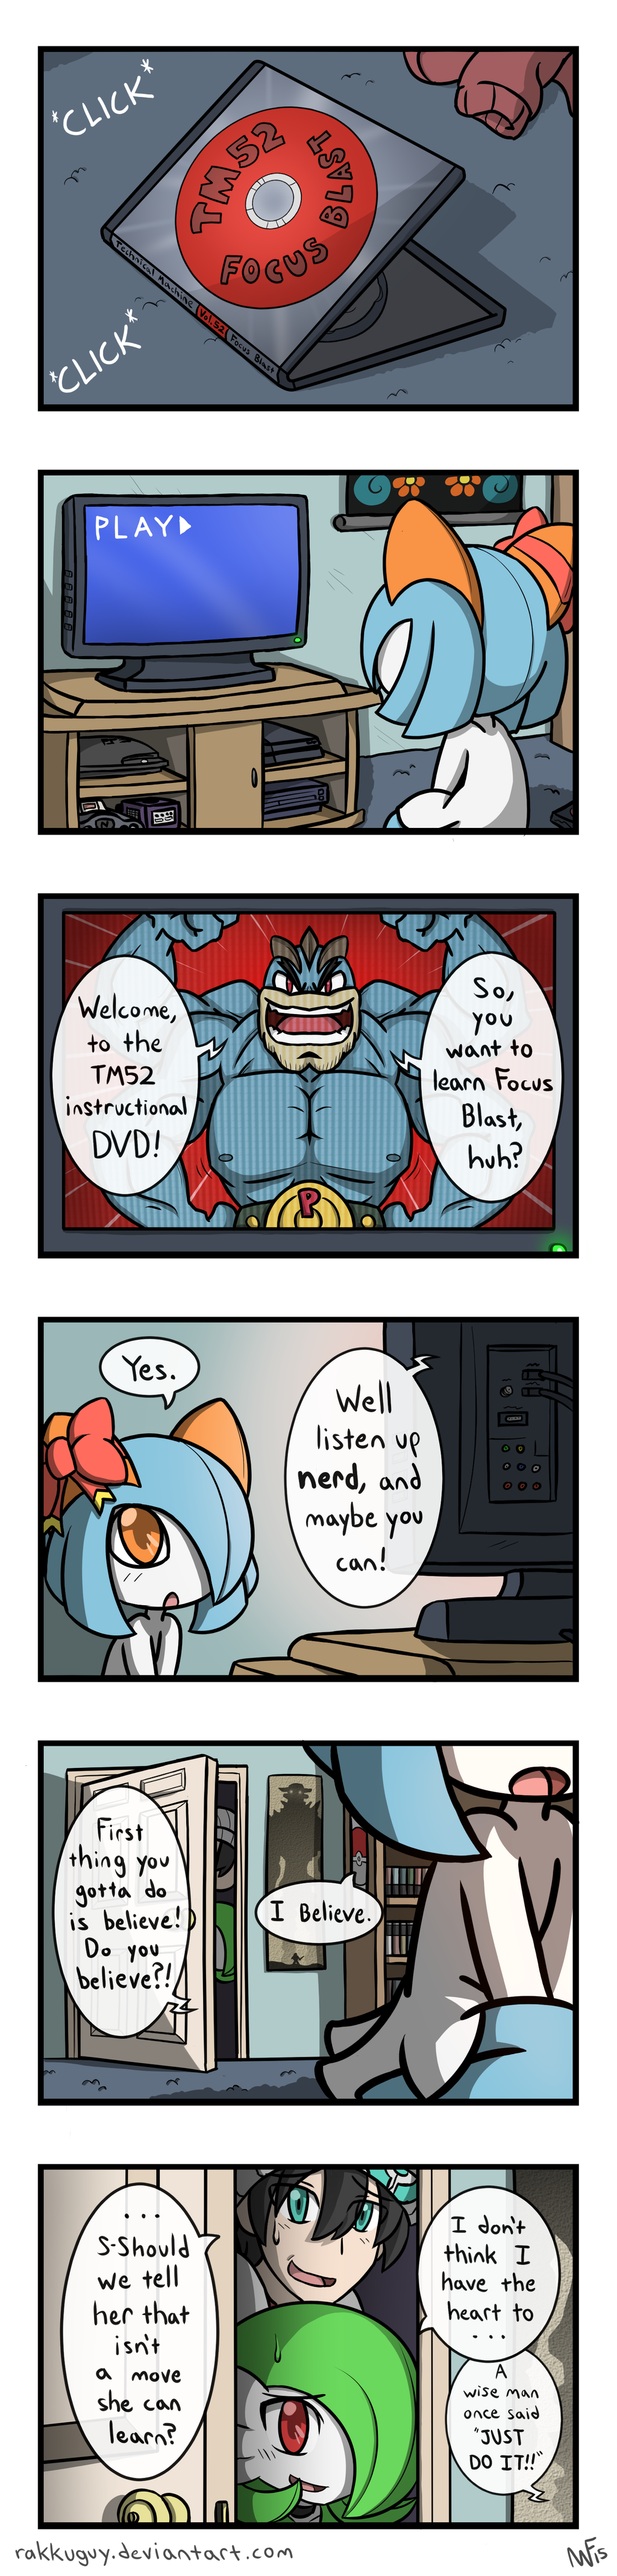 *CLICK*
TM52
FOCUS BLAST
Technical Machine Vol.52 Focus Blast
*CLICK*
PLAY
Welcome,
to the
TM52
instructional
DVD!
So,
you
want to
learn Focus
Blast,
huh?
P
Yes.
Well
listen up
nerd, and
maybe you
can!
First
thing you
gotta do
is believe!
Do you
believe?!
I Believe.
...
S-Should
we tell
her that
isn't
a move
she can
learn?
I don't
think I
have the
heart to
...
A
wise man
once said
"JUST
DO IT!!"
rakkuguy.deviantart.com